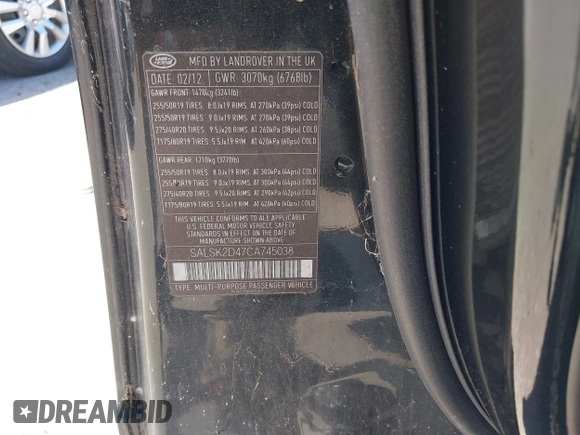 LAND ROVER
MFD BY LANDROVER IN THE UK
DATE 02/12 GWR 3070kg (6768lb)
GAWR FRONT 1470kg (3241lb)
255/50R19 TIRES 8.0Jx19 RIMS AT 270kPa (39psi) COLD
255/50R19 TIRES 9.0Jx19 RIMS AT 270kPa (39psi) COLD
275/40R20 TIRES 9.5Jx20 RIMS AT 260kPa (38psi) COLD
T175/80R19 TIRES 5.5Jx19 RIM AT 420kPa (60psi) COLD
GAWR REAR 1710kg (3770lb)
255/50R19 TIRES 8.0Jx19 RIMS AT 300kPa (44psi) COLD
255/50R19 TIRES 9.0Jx19 RIMS AT 300kPa (44psi) COLD
275/40R20 TIRES 9.5Jx20 RIMS AT 290kPa (42psi) COLD
T175/80R19 TIRES 5.5Jx19 RIM AT 420kPa (60psi) COLD
THIS VEHICLE CONFORMS TO ALL APPLICABLE
U.S. FEDERAL MOTOR VEHICLE SAFETY
STANDARDS IN EFFECT ON THE DATE OF
MANUFACTURE SHOWN ABOVE
SALSK2D47CA745038
TYPE MULTI-PURPOSE PASSENGER VEHICLE
DREAMBID